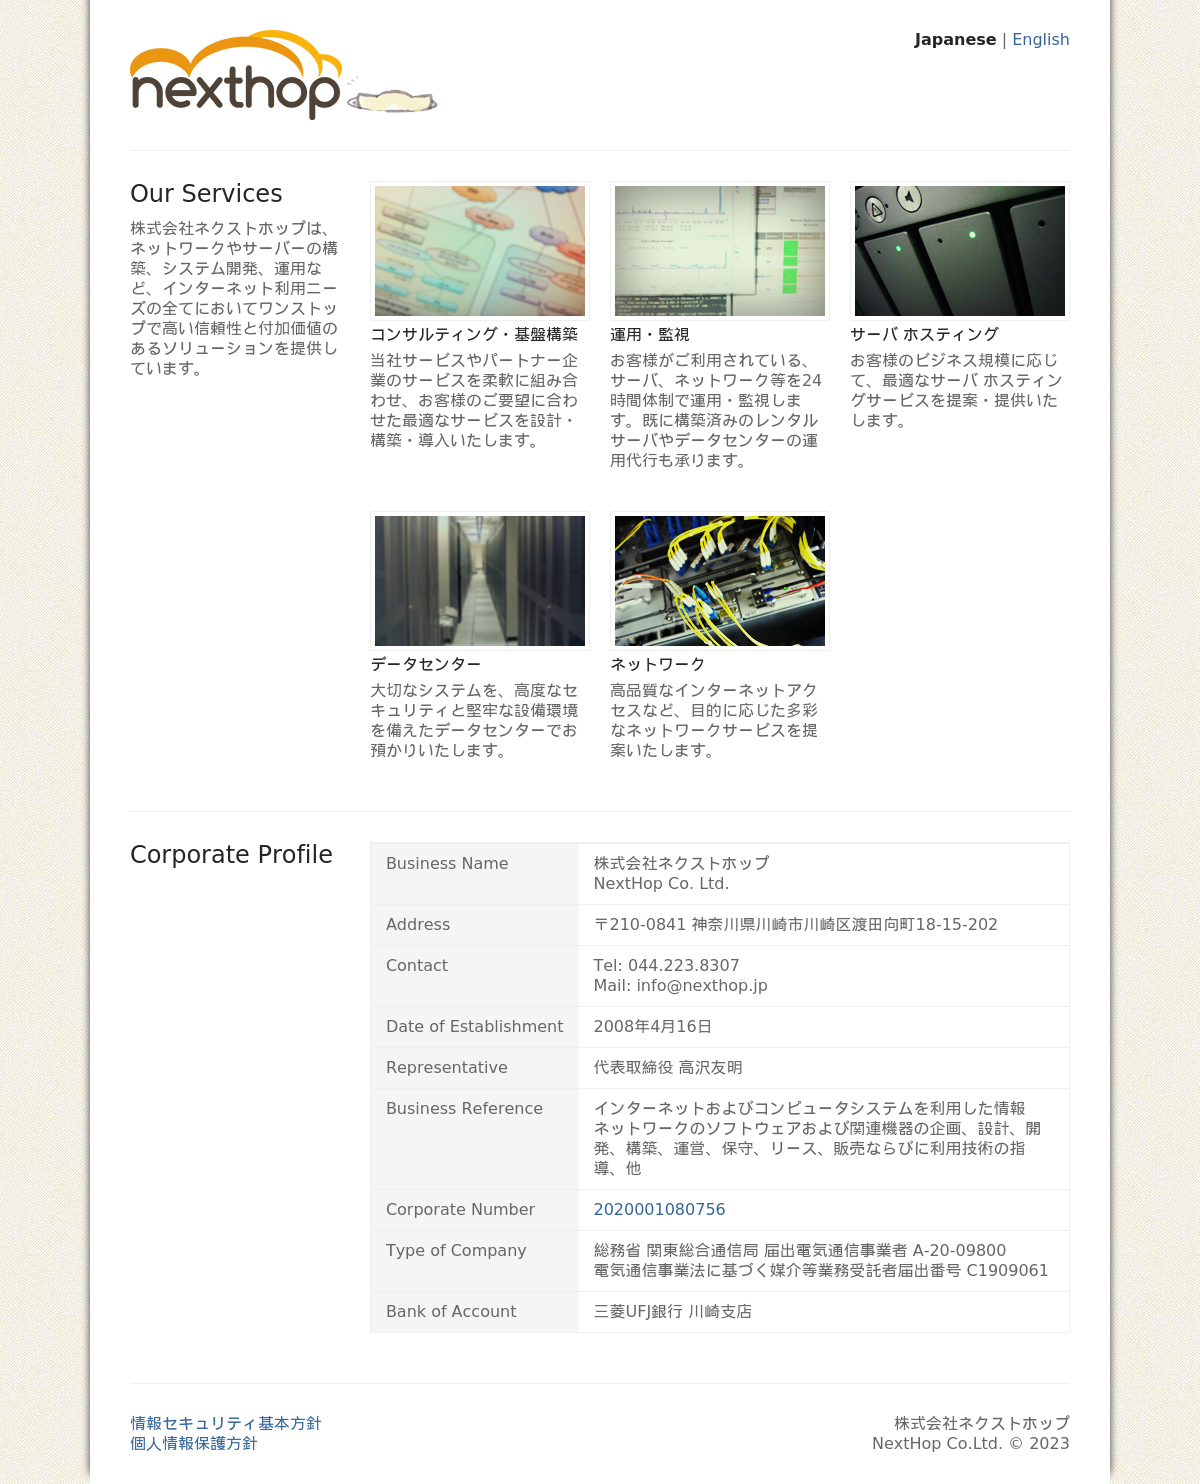 nexthop
Japanese | English
Our Services
株式会社ネクストホップは、
ネットワークやサーバーの構
築、システム開発、運用な
ど、インターネット利用ニー
ズの全てにおいてワンストッ
プで高い信頼性と付加価値の
あるソリューションを提供し
ています。
コンサルティング・基盤構築
当社サービスやパートナー企
業のサービスを柔軟に組み合
わせ、お客様のご要望に合わ
せた最適なサービスを設計・
構築・導入いたします。
運用・監視
お客様がご利用されている、
サーバ、ネットワーク等を24
時間体制で運用・監視しま
す。既に構築済みのレンタル
サーバやデータセンターの運
用代行も承ります。
サーバ ホスティング
お客様のビジネス規模に応じ
て、最適なサーバ ホスティン
グサービスを提案・提供いた
します。
データセンター
大切なシステムを、高度なセ
キュリティと堅牢な設備環境
を備えたデータセンターでお
預かりいたします。
ネットワーク
高品質なインターネットアク
セスなど、目的に応じた多彩
なネットワークサービスを提
案いたします。
Corporate Profile
Business Name
株式会社ネクストホップ
NextHop Co. Ltd.
Address
〒210-0841 神奈川県川崎市川崎区渡田向町18-15-202
Contact
Tel: 044.223.8307
Mail: info@nexthop.jp
Date of Establishment
2008年4月16日
Representative
代表取締役 高沢友明
Business Reference
インターネットおよびコンピュータシステムを利用した情報
ネットワークのソフトウェアおよび関連機器の企画、設計、開
発、構築、運営、保守、リース、販売ならびに利用技術の指
導、他
Corporate Number
2020001080756
Type of Company
総務省 関東総合通信局 届出電気通信事業者 A-20-09800
電気通信事業法に基づく媒介等業務受託者届出番号 C1909061
Bank of Account
三菱UFJ銀行 川崎支店
情報セキュリティ基本方針
個人情報保護方針
株式会社ネクストホップ
NextHop Co.Ltd. © 2023